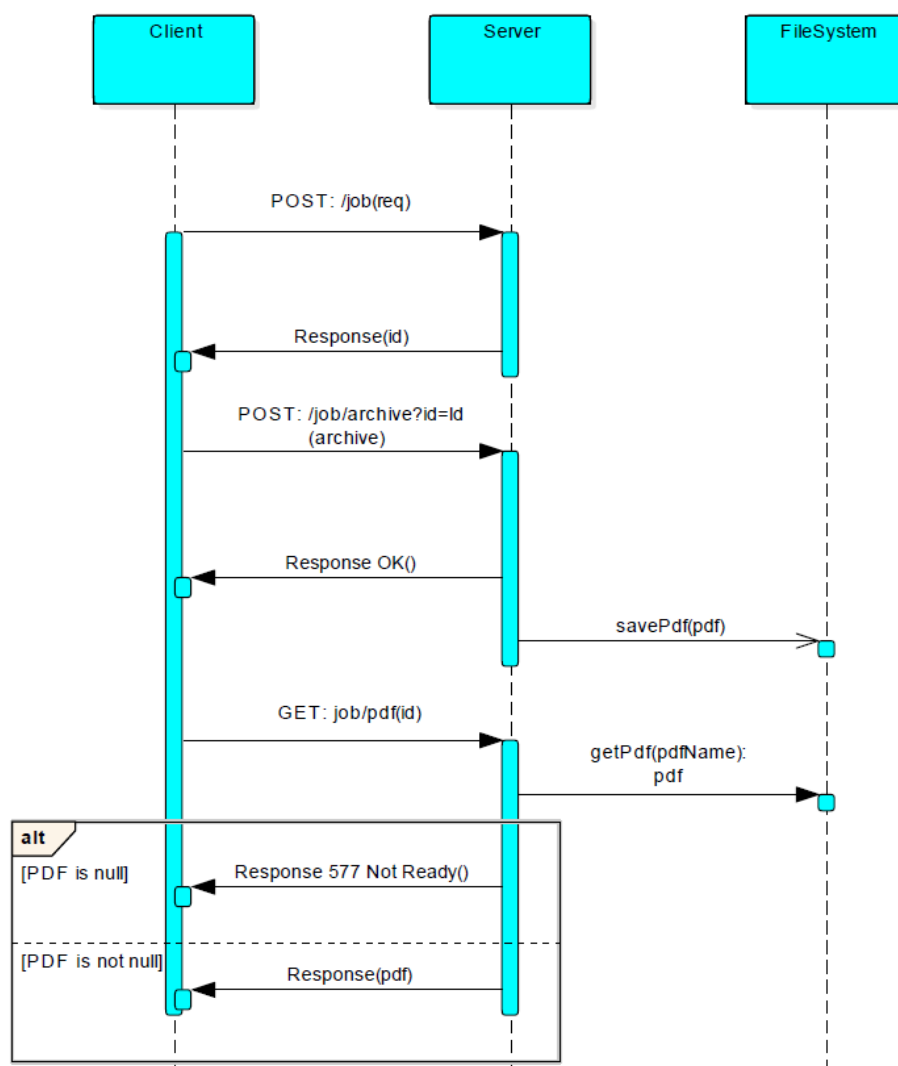 Client
Server
FileSystem
POST: /job(req)
Response(id)
POST: /job/archive?id=Id
(archive)
Response OK()
savePdf(pdf)
GET: job/pdf(id)
getPdf(pdfName):
pdf
alt
[PDF is null]
Response 577 Not Ready()
[PDF is not null]
Response(pdf)